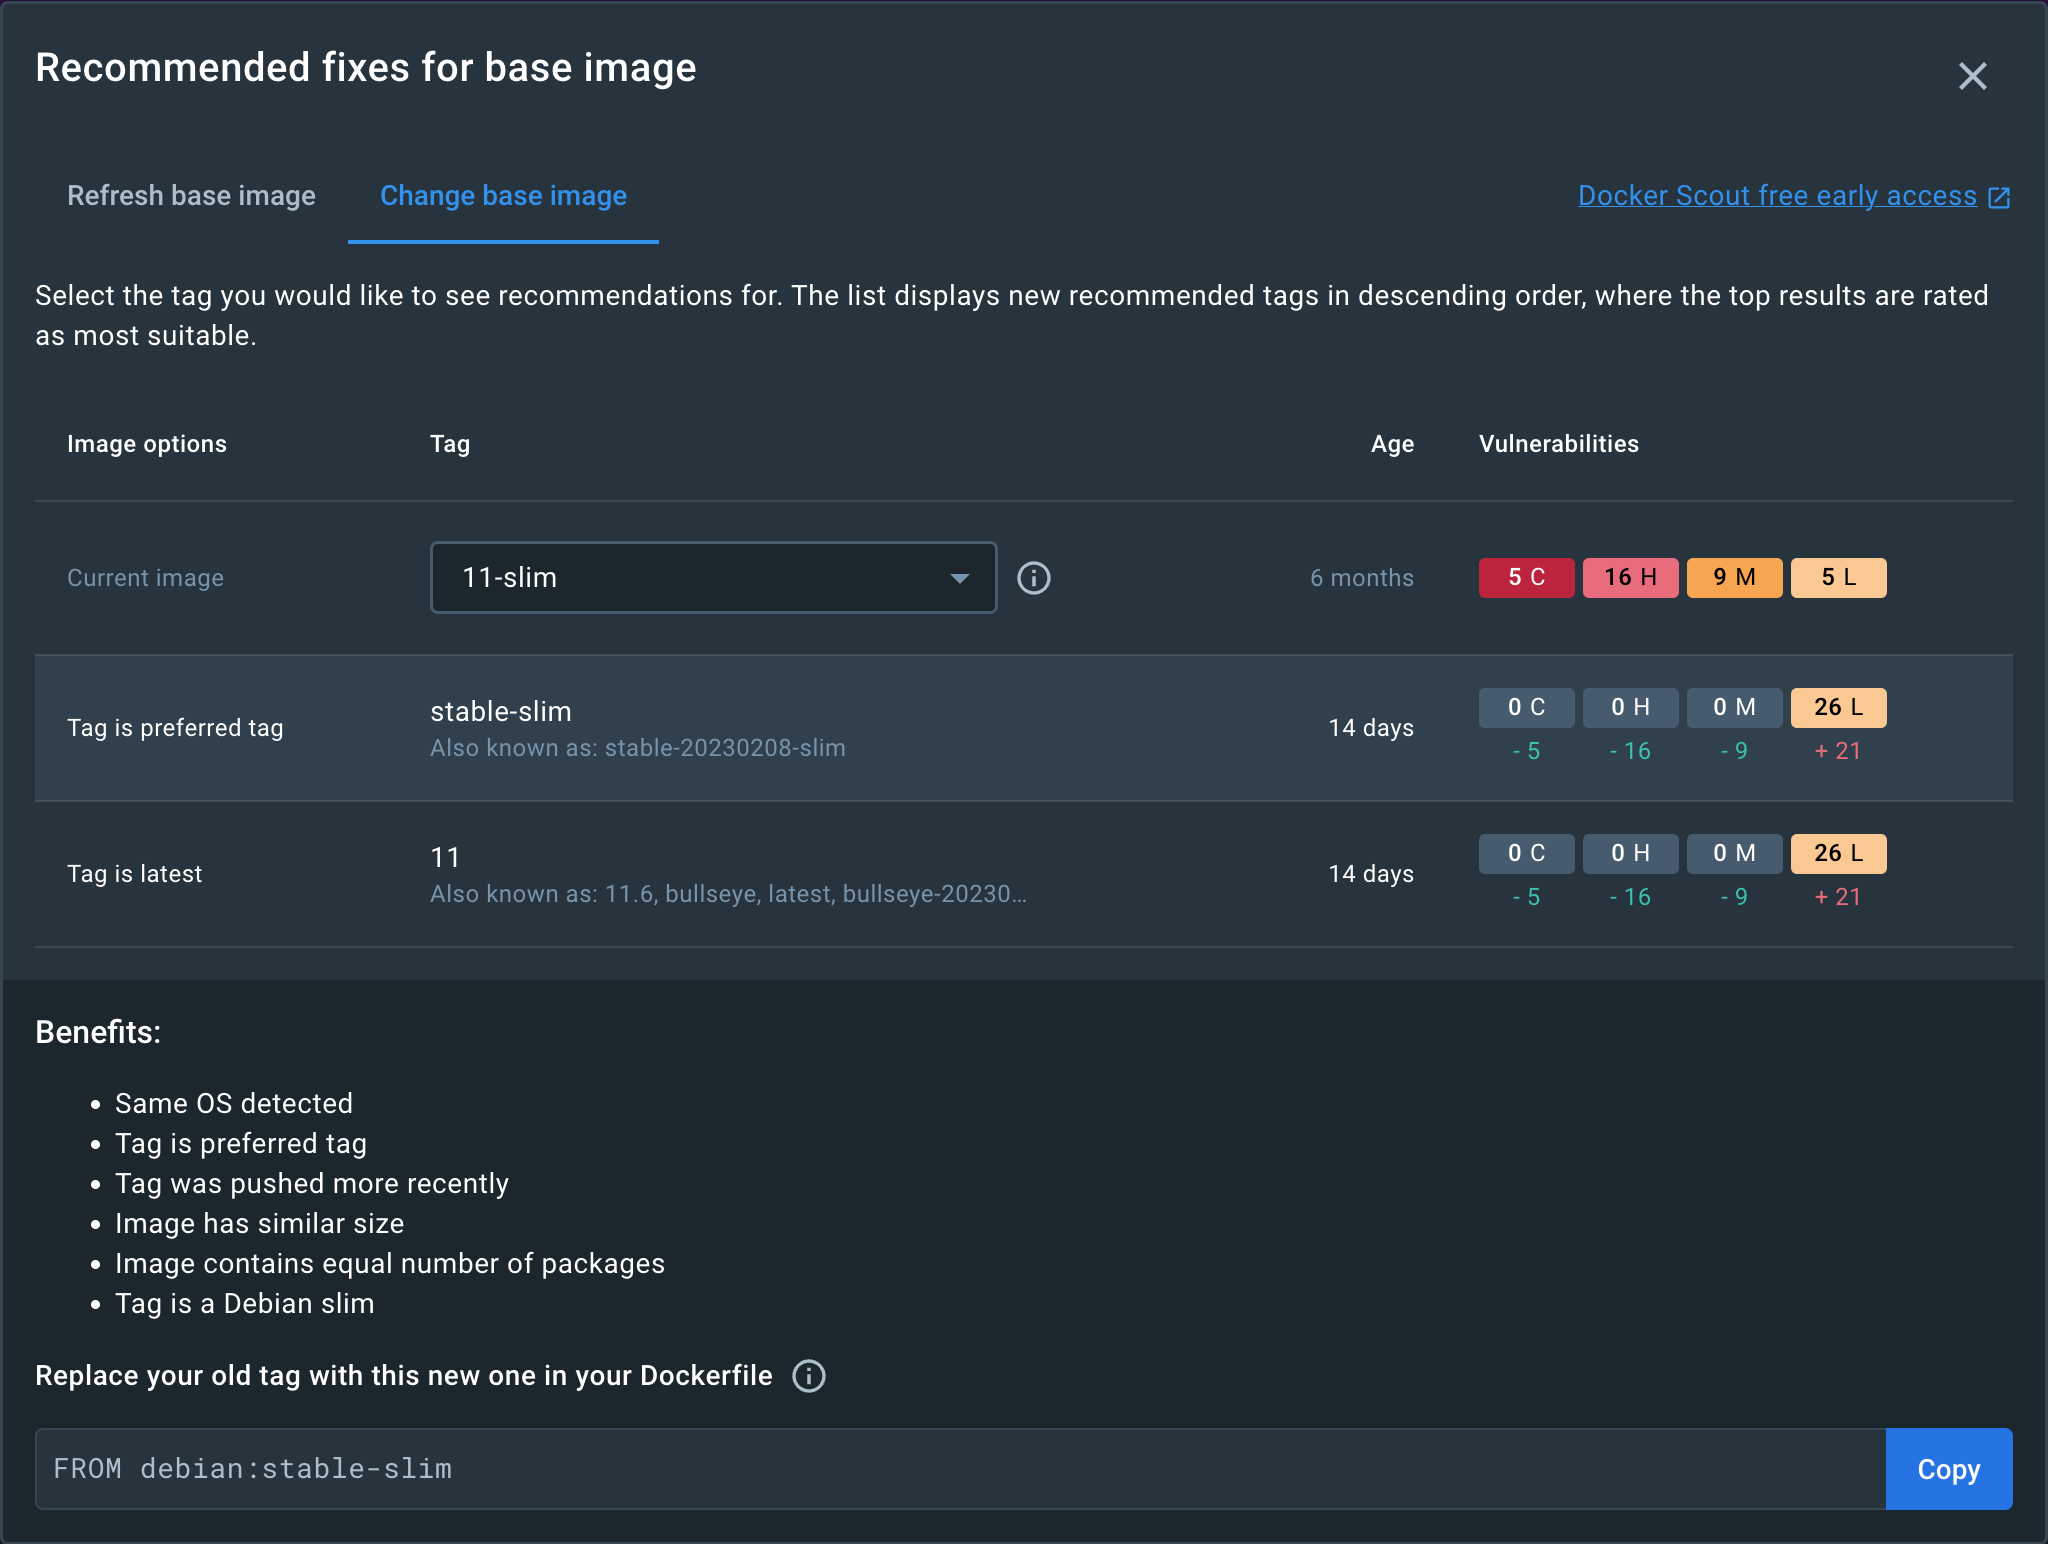 Recommended fixes for base image
Refresh base image
Change base image
Docker Scout free early access
Select the tag you would like to see recommendations for. The list displays new recommended tags in descending order, where the top results are rated
as most suitable.
Image options Tag Age Vulnerabilities
Current image 11-slim 6 months 5 C 16 H 9 M 5 L
Tag is preferred tag stable-slim 14 days 0 C 0 H 0 M 26 L
Also known as: stable-20230208-slim - 5 - 16 - 9 + 21
Tag is latest 11 14 days 0 C 0 H 0 M 26 L
Also known as: 11.6, bullseye, latest, bullseye-20230... - 5 - 16 - 9 + 21
Benefits:
• Same OS detected
• Tag is preferred tag
• Tag was pushed more recently
• Image has similar size
• Image contains equal number of packages
• Tag is a Debian slim
Replace your old tag with this new one in your Dockerfile
FROM debian:stable-slim
Copy